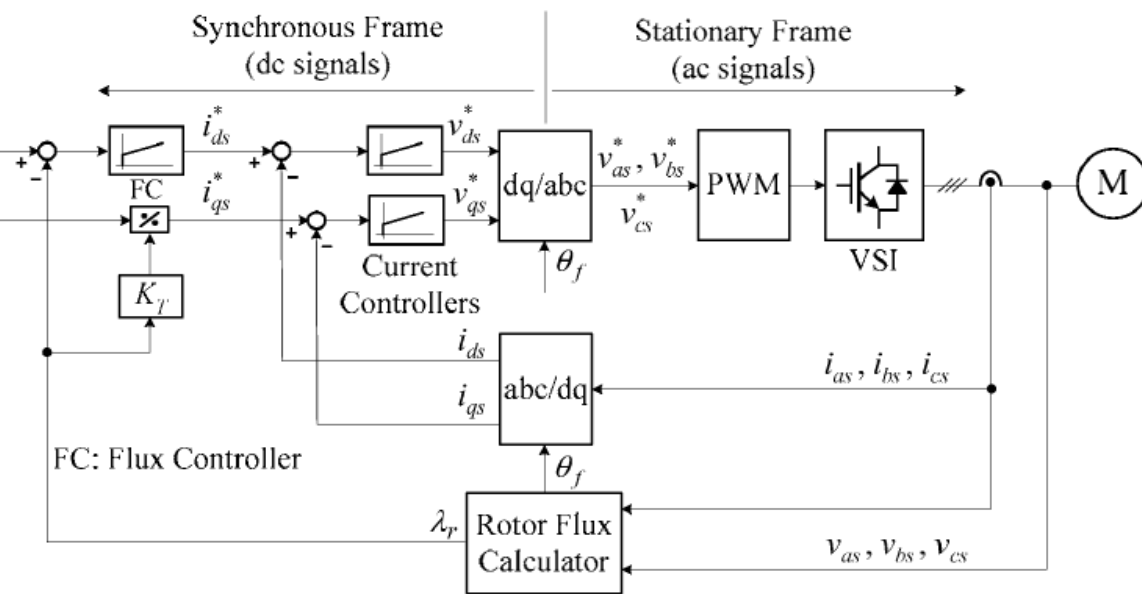 Synchronous Frame
(dc signals)
Stationary Frame
(ac signals)
i*ds
v*ds
+
−
+
−
FC
i*qs
v*qs
+
−
dq/abc
v*as, v*bs,
v*cs
PWM
VSI
M
KT
Current
Controllers
θf
ids
iqs
abc/dq
ias, ibs, ics
FC: Flux Controller
θf
λr
Rotor Flux
Calculator
vas, vbs, vcs